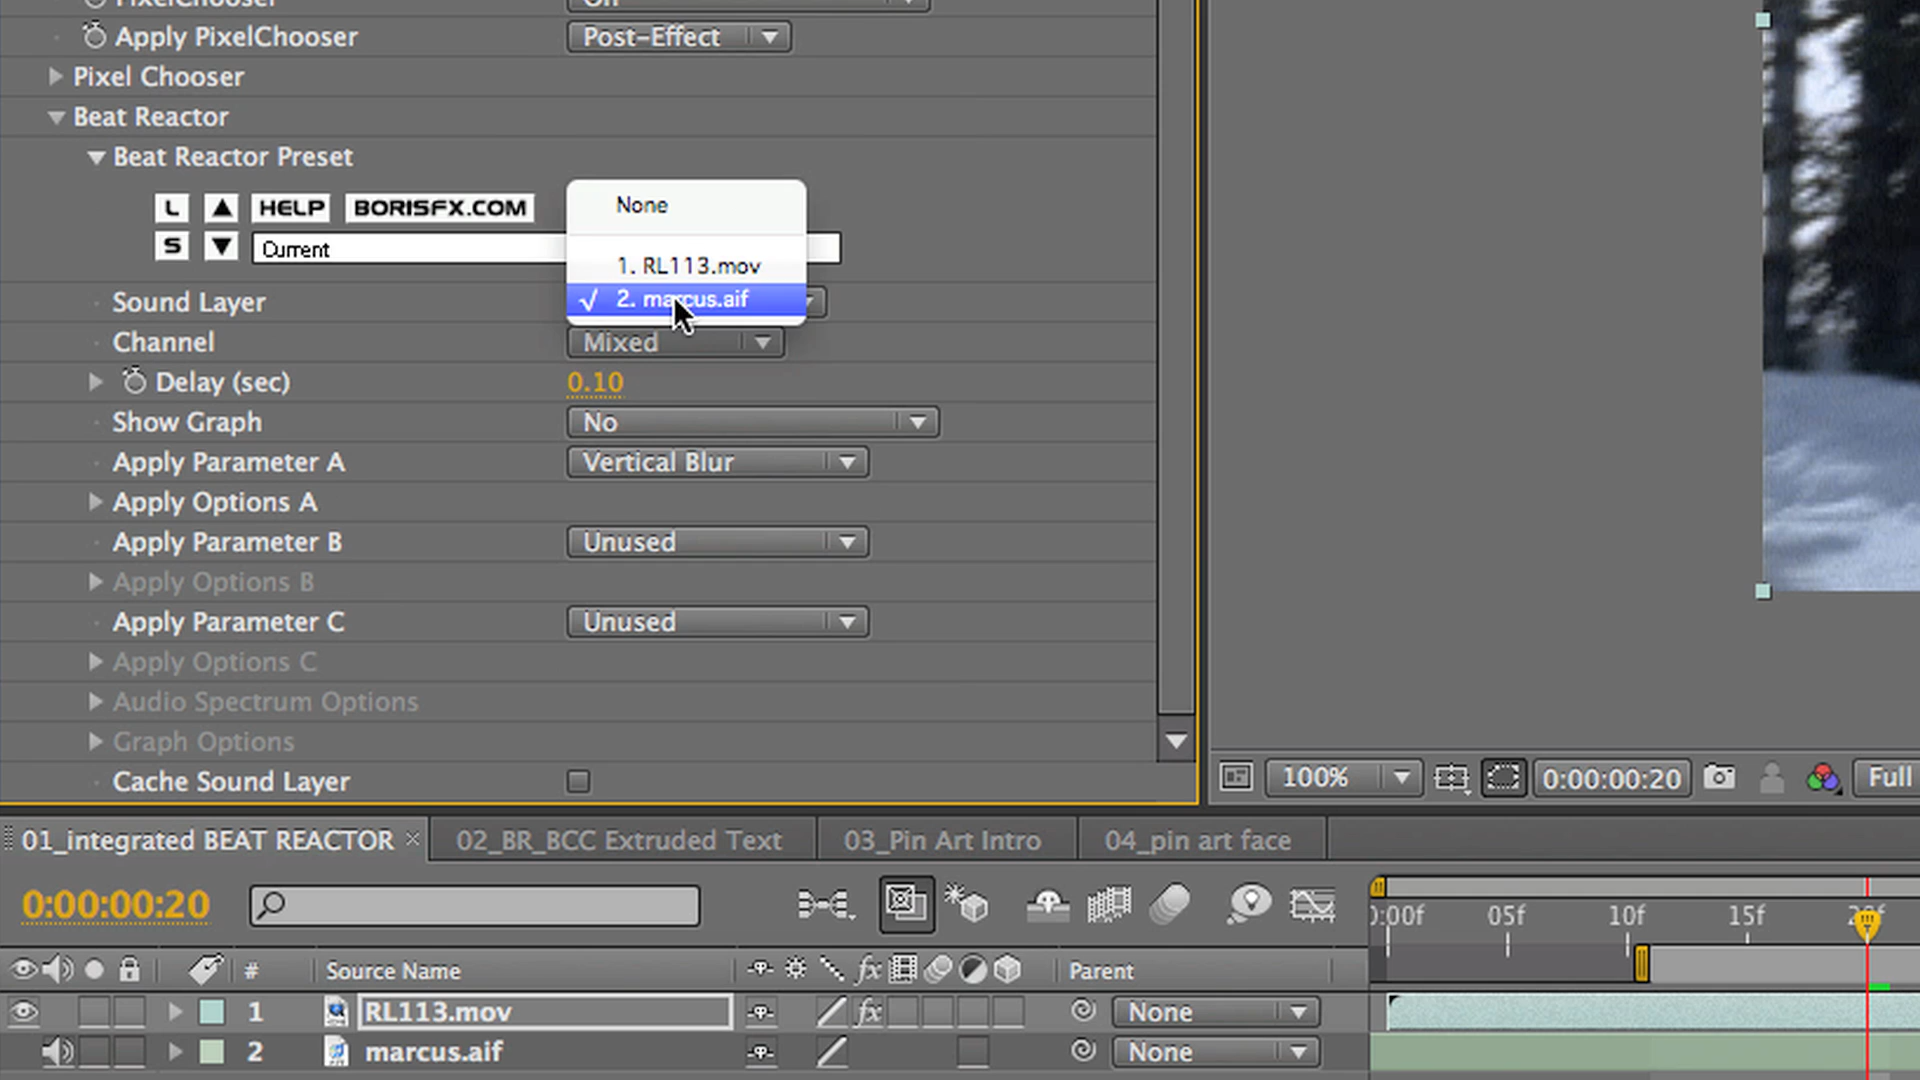 PixelChooser On
Apply PixelChooser Post-Effect
Pixel Chooser
Beat Reactor
Beat Reactor Preset
L HELP BORISFX.COM
S Current
None
1. RL113.mov
√ 2. marcus.aif
Sound Layer
Channel Mixed
Delay (sec) 0.10
Show Graph No
Apply Parameter A Vertical Blur
Apply Options A
Apply Parameter B Unused
Apply Options B
Apply Parameter C Unused
Apply Options C
Audio Spectrum Options
Graph Options
Cache Sound Layer
100% 0:00:00:20 Full
01_integrated BEAT REACTOR × 02_BR_BCC Extruded Text 03_Pin Art Intro 04_pin art face
0:00:00:20
0:00f 05f 10f 15f
# Source Name fx Parent
1 RL113.mov fx None
2 marcus.aif None